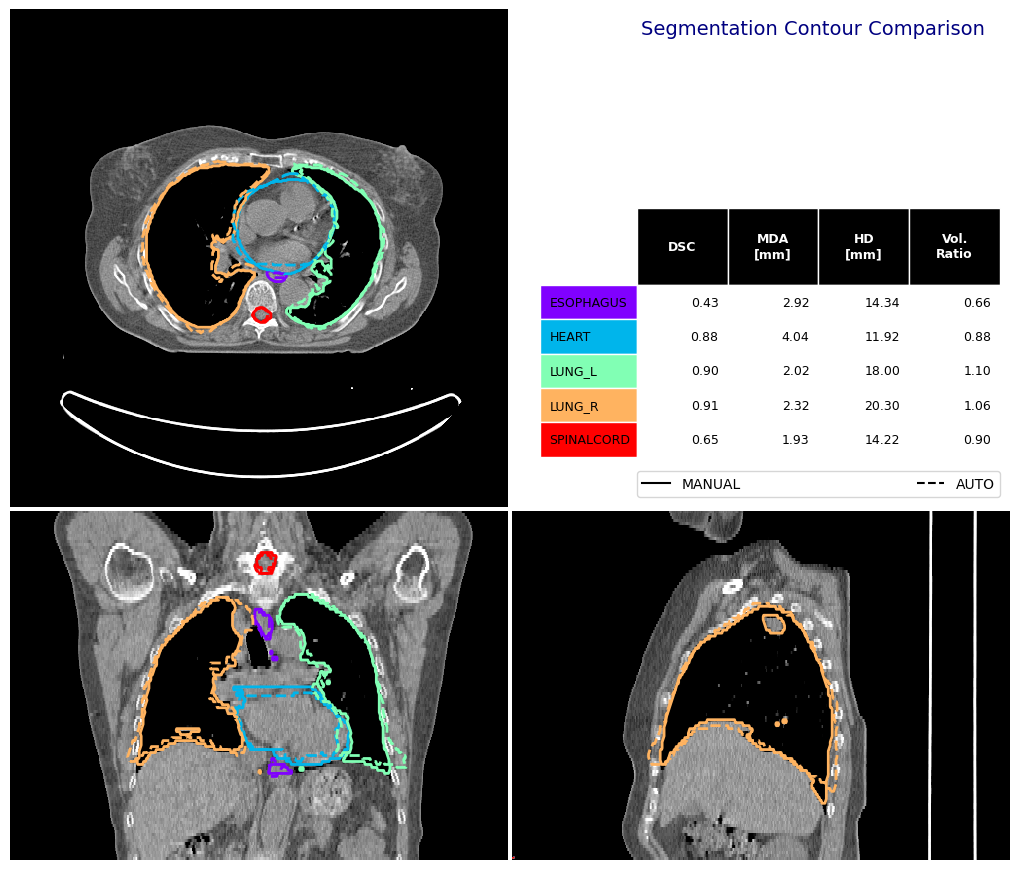 Segmentation Contour Comparison
DSC MDA [mm] HD [mm] Vol. Ratio
ESOPHAGUS 0.43 2.92 14.34 0.66
HEART 0.88 4.04 11.92 0.88
LUNG_L 0.90 2.02 18.00 1.10
LUNG_R 0.91 2.32 20.30 1.06
SPINALCORD 0.65 1.93 14.22 0.90
MANUAL AUTO